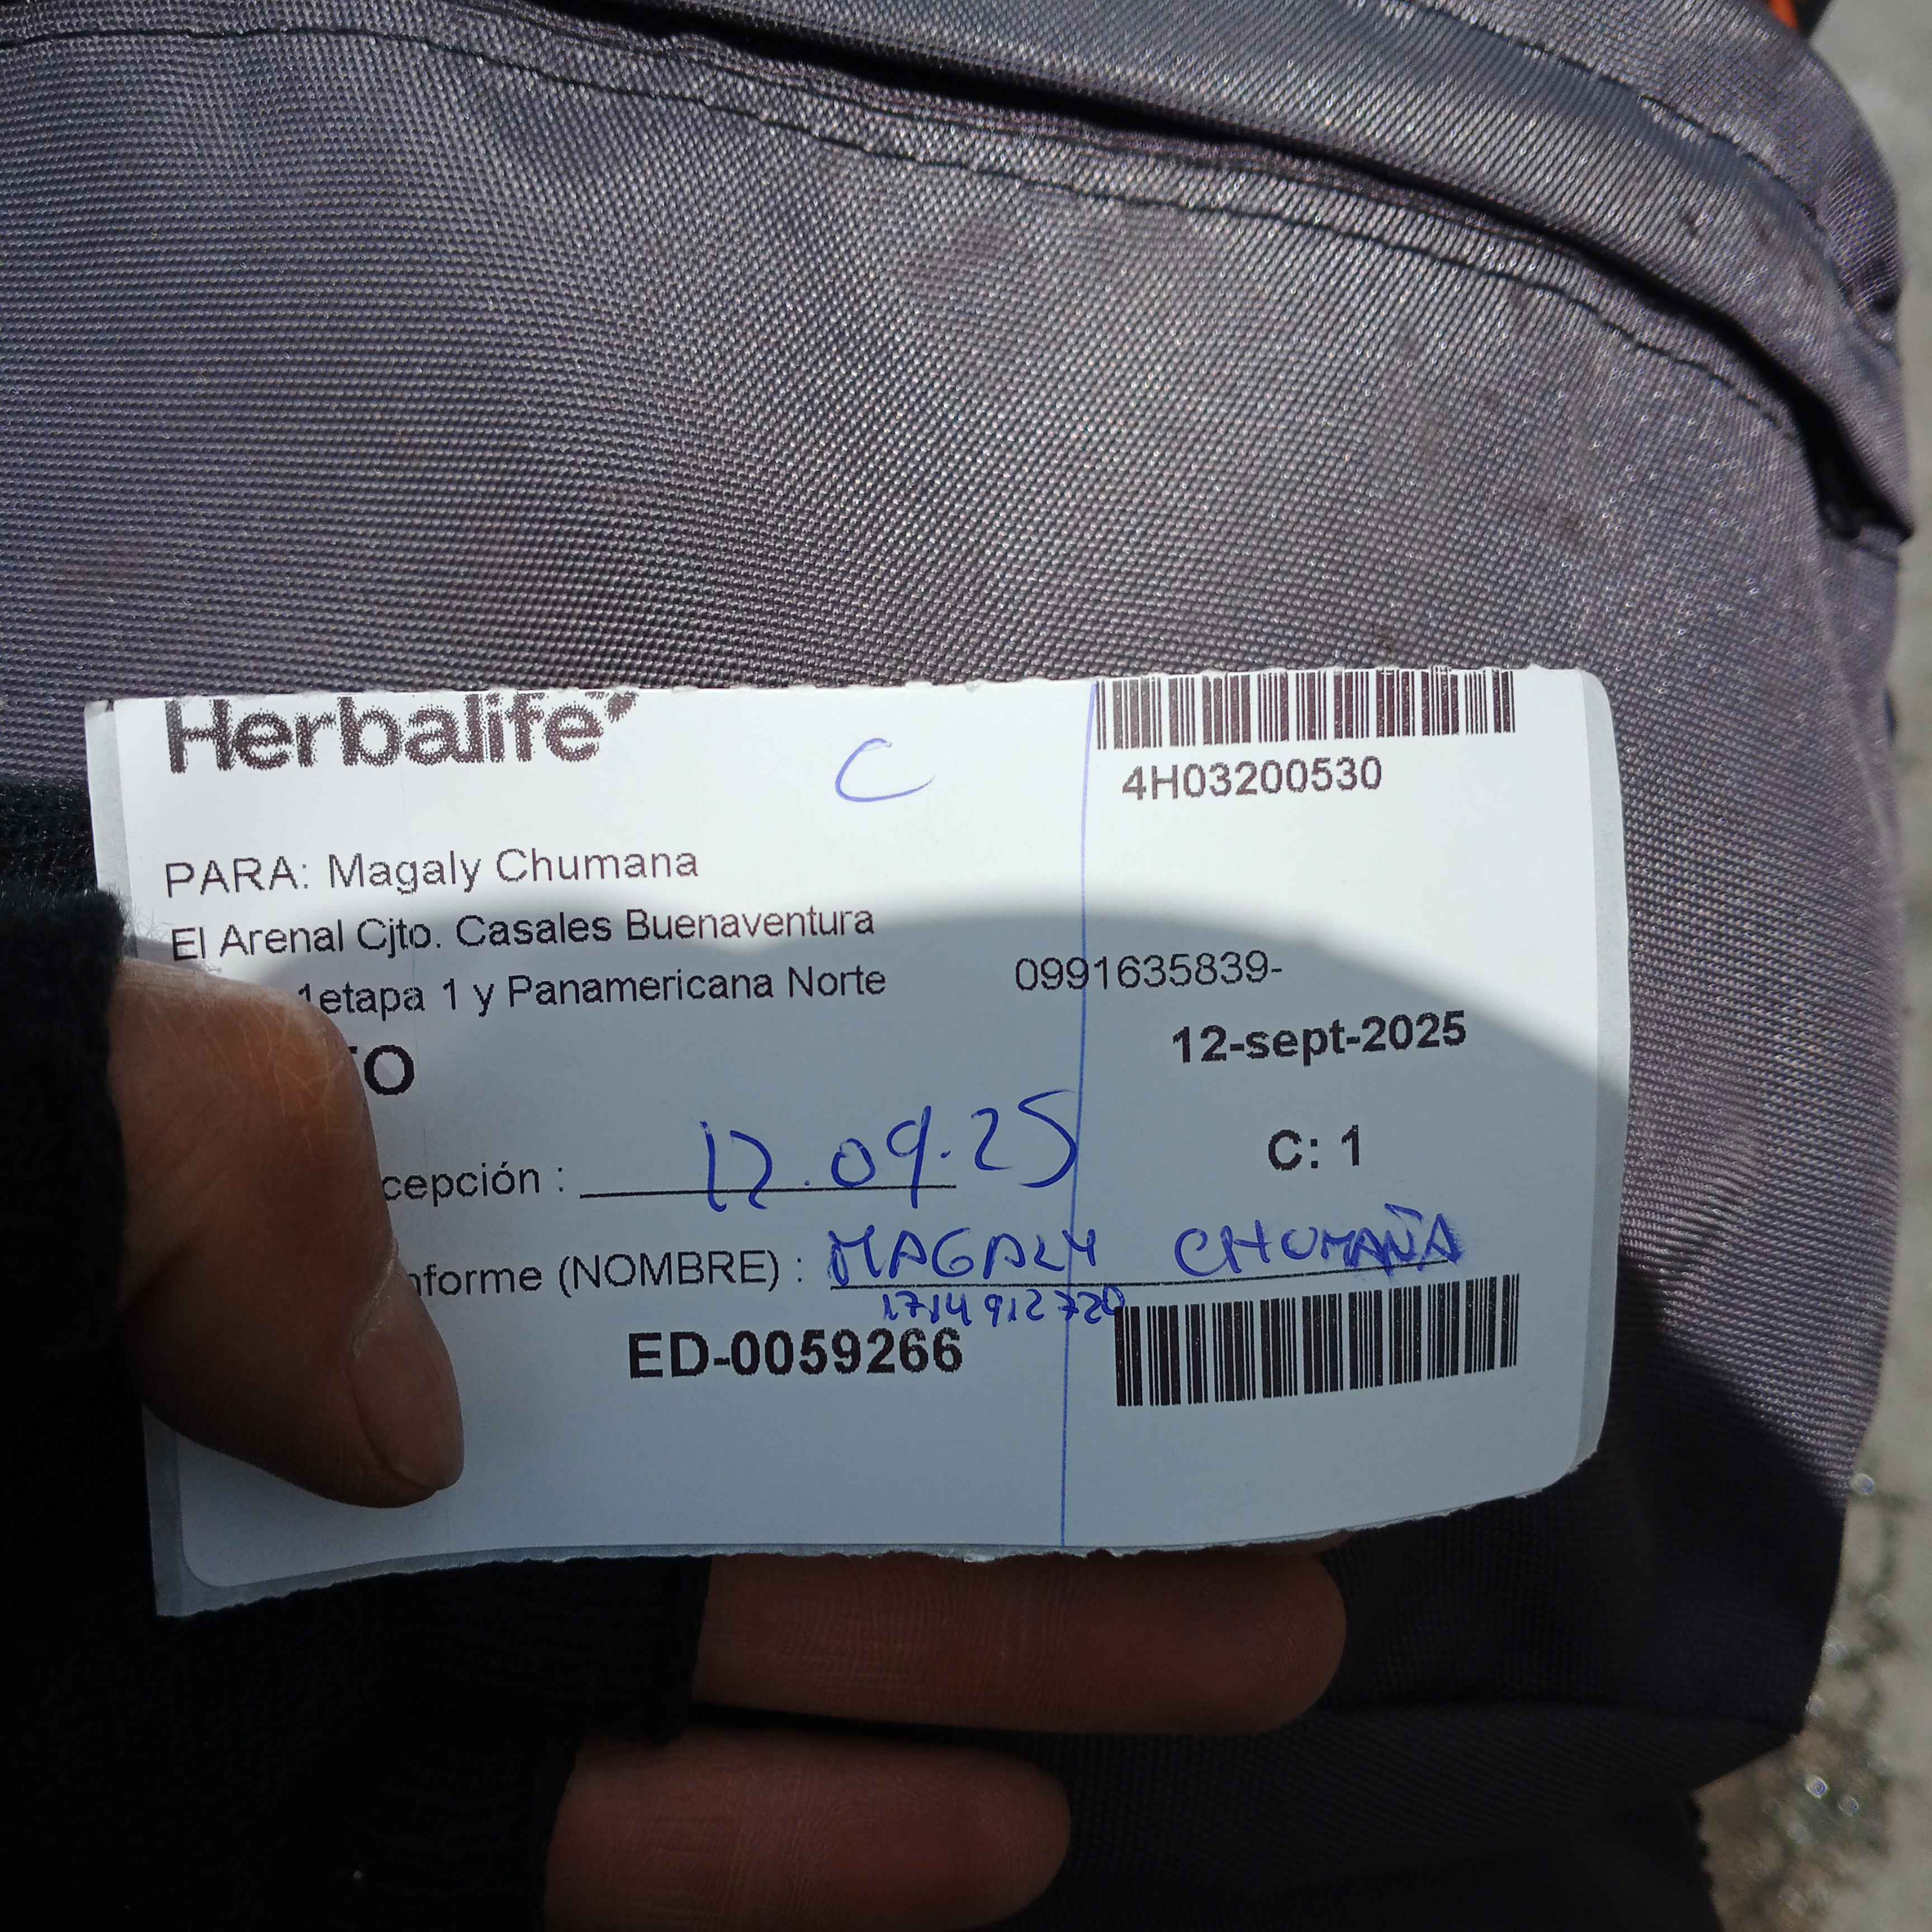 Herbalife
C
4H03200530
PARA: Magaly Chumana
El Arenal Cjto. Casales Buenaventura
1etapa 1 y Panamericana Norte
0991635839-
TO
12-sept-2025
cepción : 12.09.25
C: 1
nforme (NOMBRE) : MAGALY CHUMAÑA
1714912720
ED-0059266